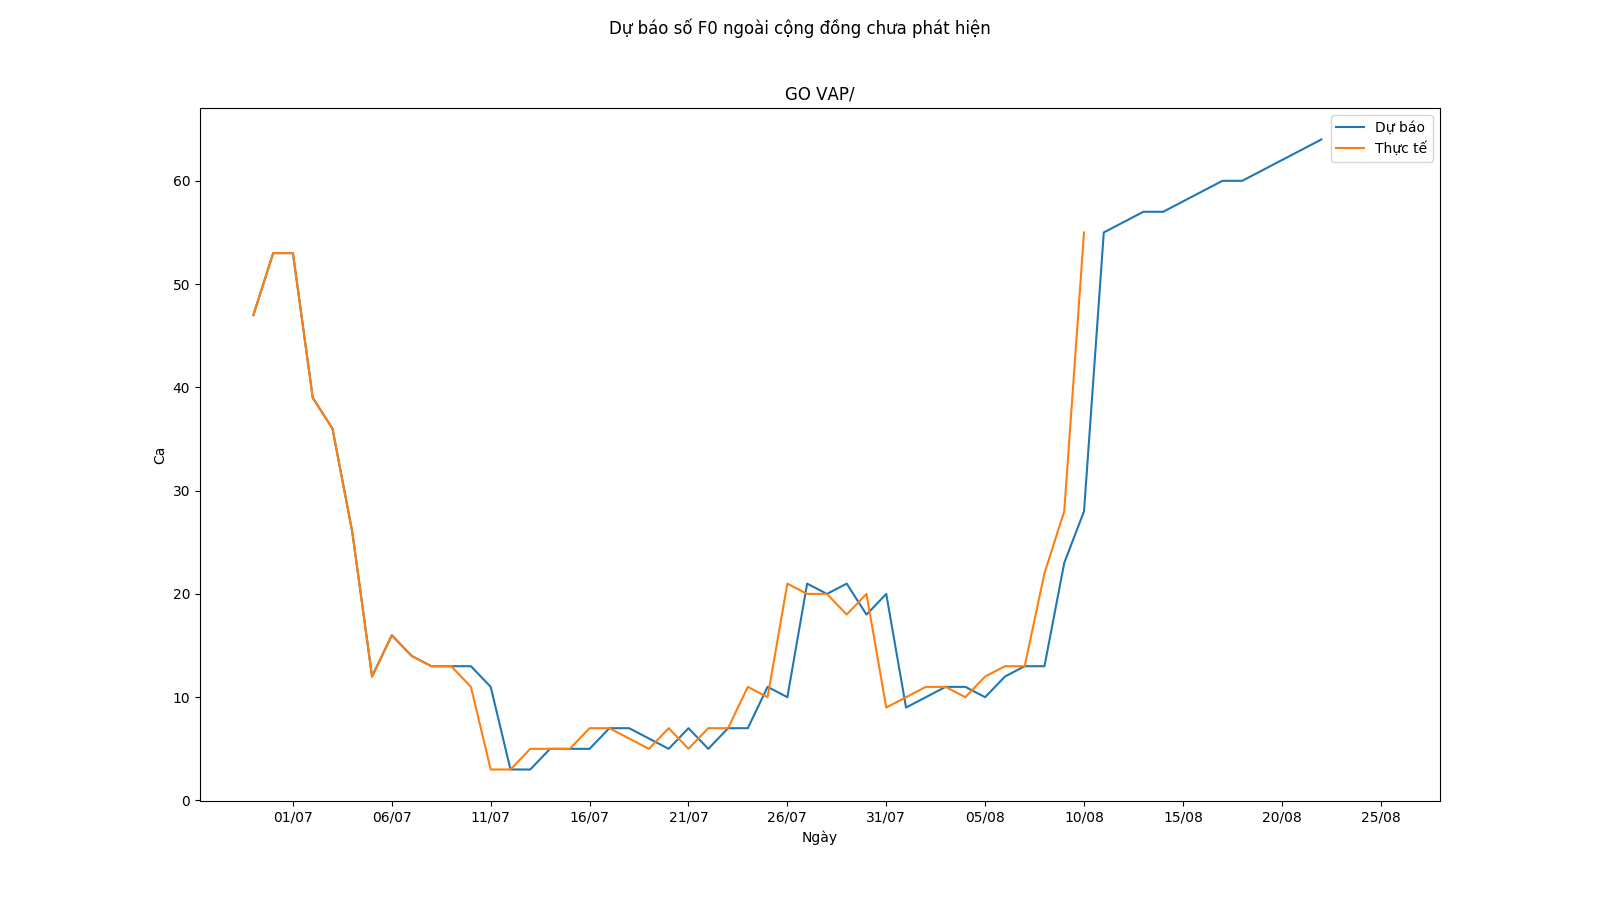 Dự báo số F0 ngoài cộng đồng chưa phát hiện
GO VAP/
Dự báo
Thực tế
60
50
40
30
20
10
0
Ca
01/07 06/07 11/07 16/07 21/07 26/07 31/07 05/08 10/08 15/08 20/08 25/08
Ngày